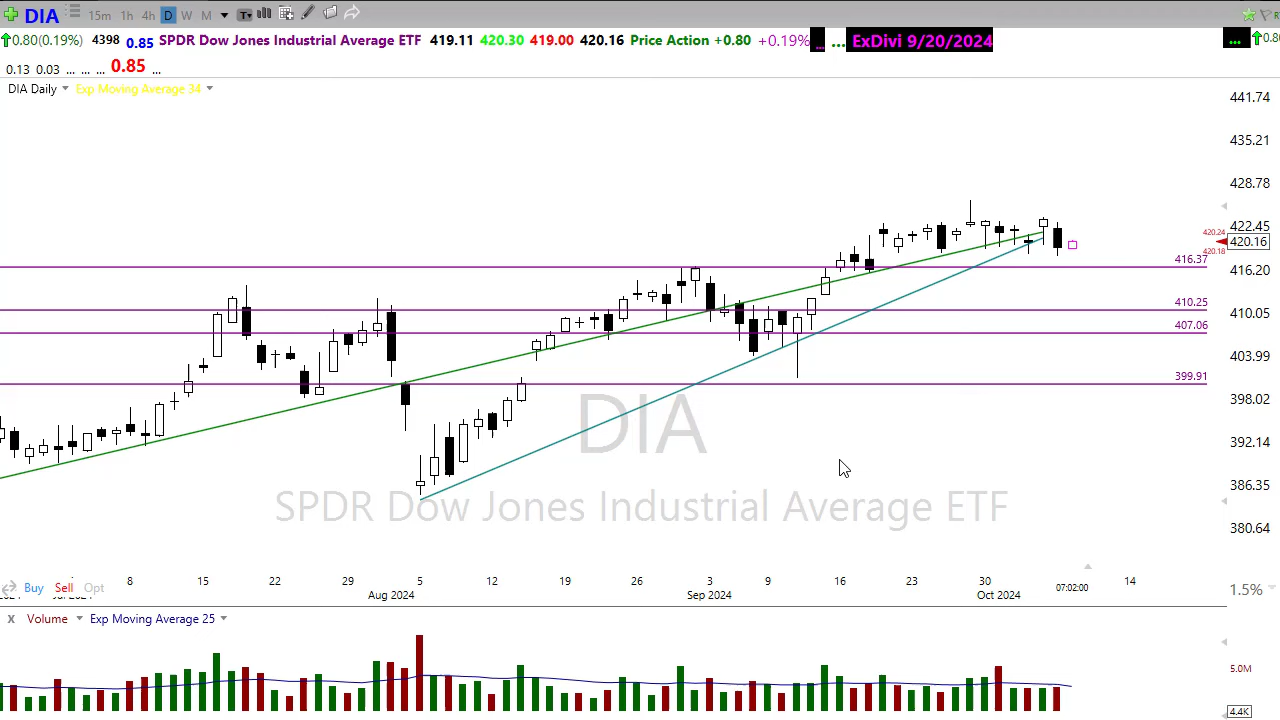 DIA 15m 1h 4h D W M T
0.80(0.19%) 4398 0.85 SPDR Dow Jones Industrial Average ETF 419.11 420.30 419.00 420.16 Price Action +0.80 +0.19% ... ... ExDivi 9/20/2024 ... 0.80
0.13 0.03 ... ... ... 0.85 ...
DIA Daily Exp Moving Average 34
441.74
435.21
428.78
422.45
420.24
420.16
420.18
416.37
416.20
410.25
410.05
407.06
403.99
399.91
398.02
392.14
386.35
380.64
DIA
SPDR Dow Jones Industrial Average ETF
Buy Sell Opt
8 15 22 29 5 12 19 26 3 9 16 23 30 14
Aug 2024 Sep 2024 Oct 2024 07:02:00
1.5%
X Volume Exp Moving Average 25
5.0M
4.4K